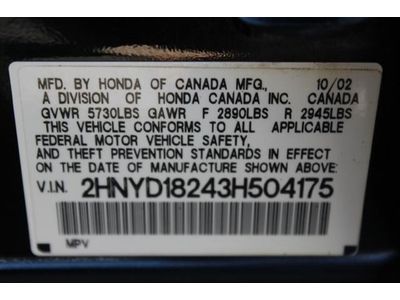 MFD. BY HONDA OF CANADA MFG., 10/02
A DIVISION OF HONDA CANADA INC. CANADA
GVWR 5730LBS GAWR F 2890LBS R 2945LBS
THIS VEHICLE CONFORMS TO ALL APPLICABLE
FEDERAL MOTOR VEHICLE SAFETY
AND THEFT PREVENTION STANDARDS IN EFFECT
ON THE DATE OF MANUFACTURE SHOWN ABOVE.
V.I.N. 2HNYD18243H504175
MPV